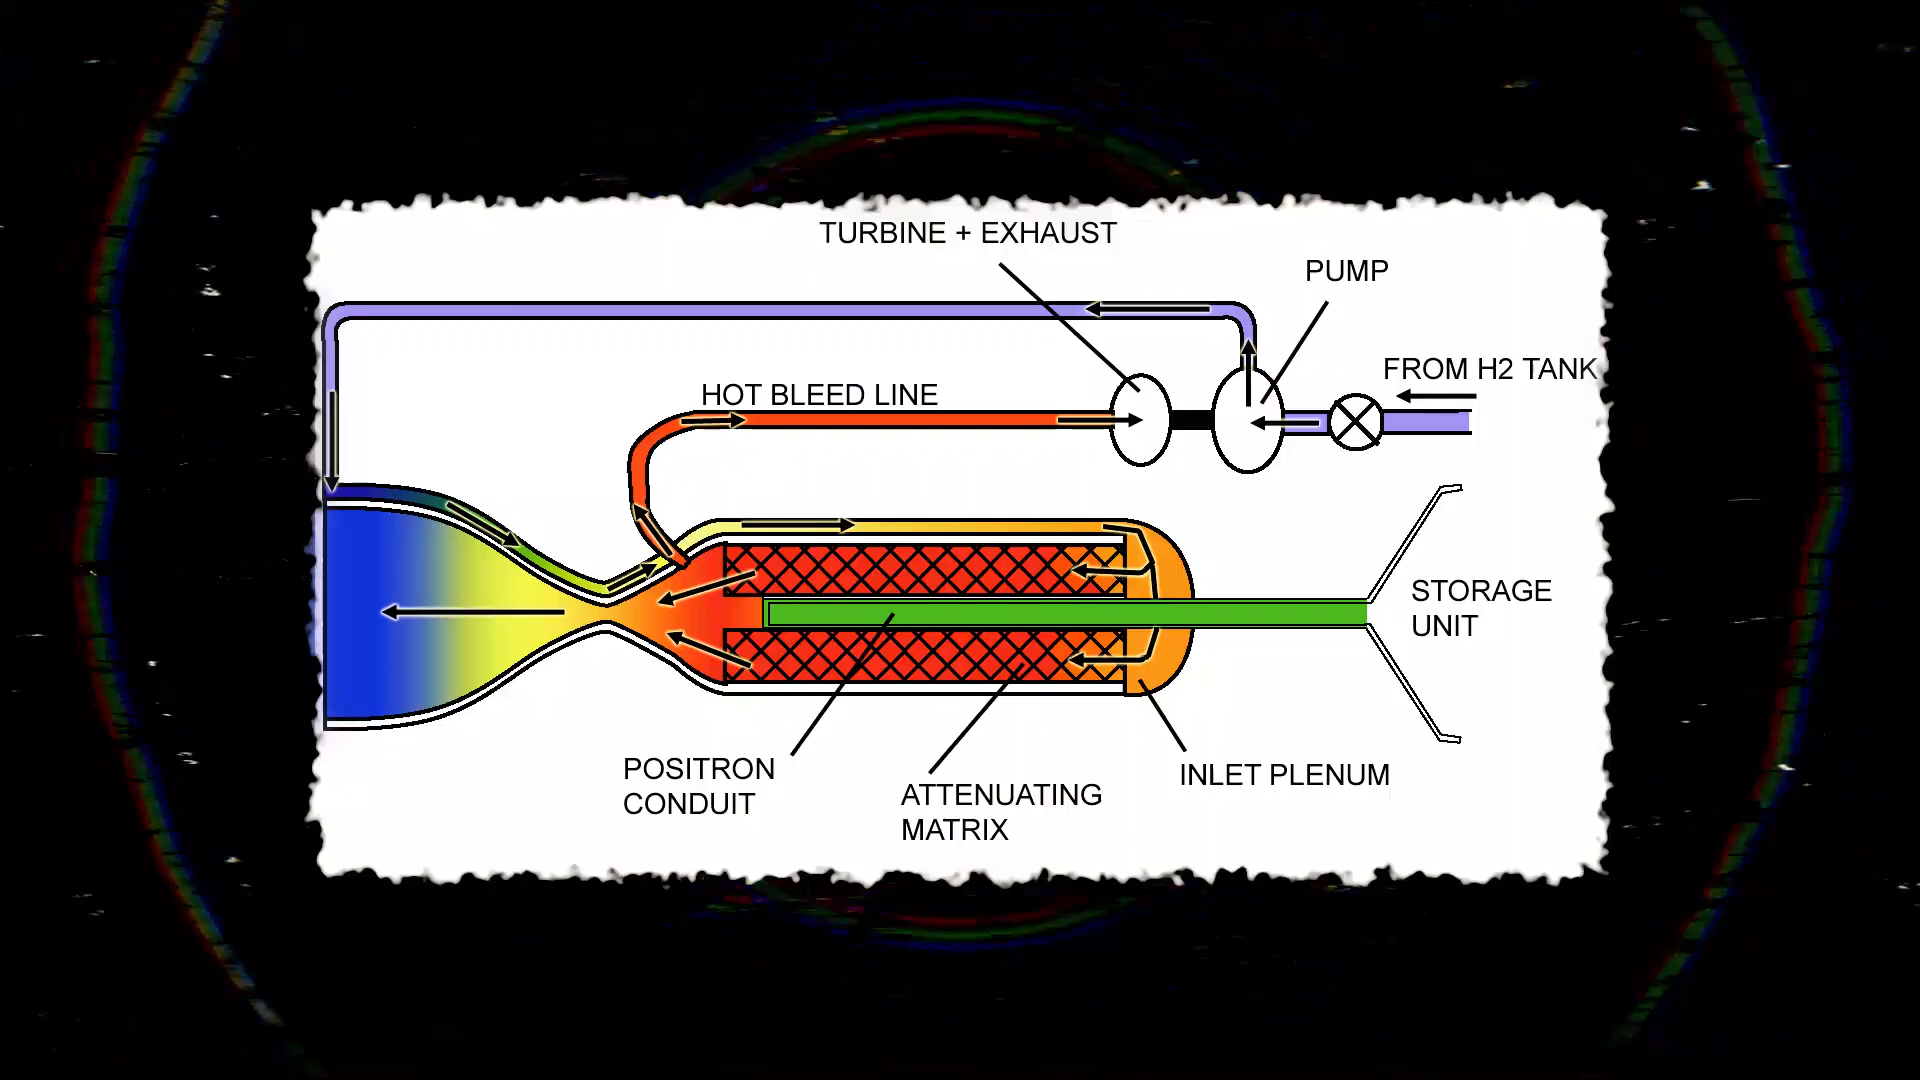 TURBINE + EXHAUST
PUMP
FROM H2 TANK
HOT BLEED LINE
STORAGE
UNIT
POSITRON
CONDUIT
ATTENUATING
MATRIX
INLET PLENUM